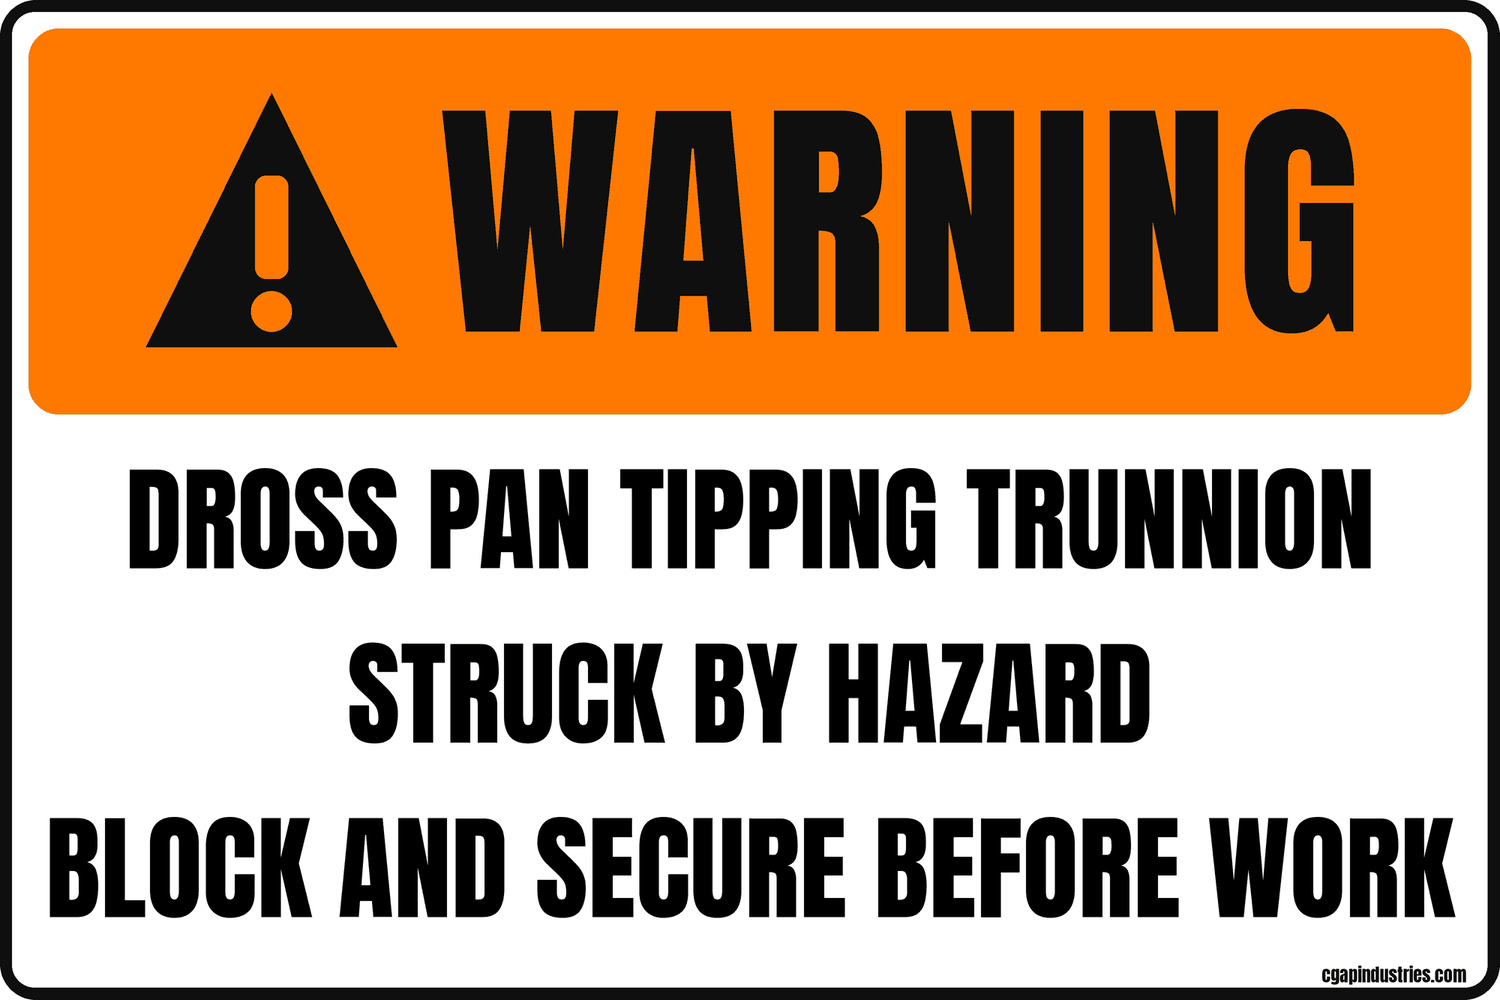 WARNING
DROSS PAN TIPPING TRUNNION
STRUCK BY HAZARD
BLOCK AND SECURE BEFORE WORK
cgapindustries.com